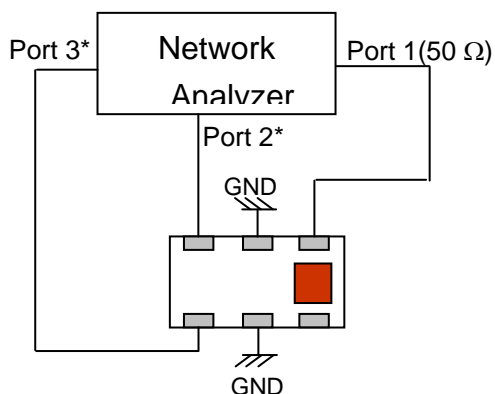 Network
Port 3*
Port 1(50 Ω)
Analyzer
Port 2*
GND
GND